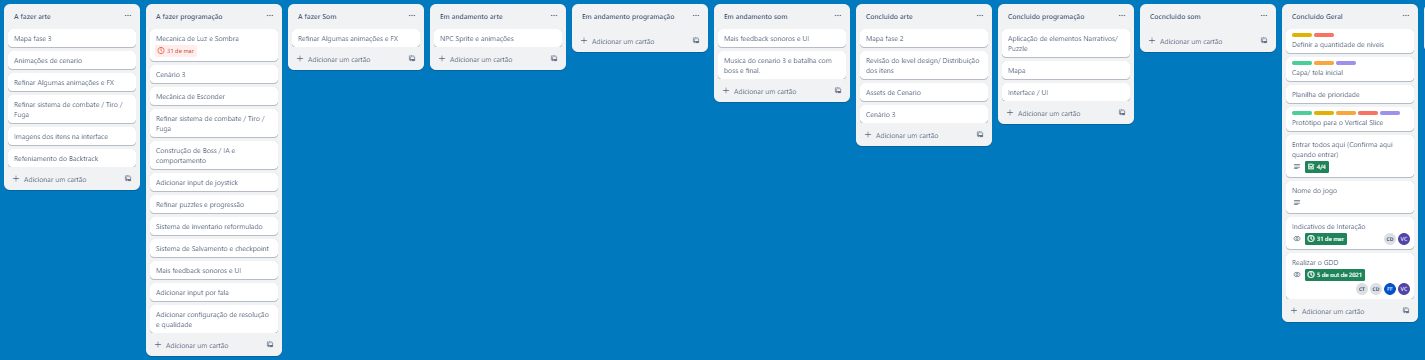 A fazer arte
Mapa fase 3
Animações de cenario
Refinar Algumas animações e FX
Refinar sistema de combate / Tiro /
Fuga
Imagens dos itens na interface
Refeniamento do Backtrack
Adicionar um cartão
A fazer programação
Mecanica de Luz e Sombra
31 de mar
Cenário 3
Mecânica de Esconder
Refinar sistema de combate / Tiro /
Fuga
Construção de Boss / IA e
comportamento
Adicionar input de joystick
Refinar puzzles e progressão
Sistema de inventario reformulado
Sistema de Salvamento e checkpoint
Mais feedback sonoros e UI
Adicionar input por fala
Adicionar configuração de resolução
e qualidade
Adicionar um cartão
A fazer Som
Refinar Algumas animações e FX
Adicionar um cartão
Em andamento arte
NPC Sprite e animações
Adicionar um cartão
Em andamento programação
Adicionar um cartão
Em andamento som
Mais feedback sonoros e UI
Musica do cenario 3 e batalha com
boss e final.
Adicionar um cartão
Concluido arte
Mapa fase 2
Revisão do level design/ Distribuição
dos itens
Assets de Cenario
Cenário 3
Adicionar um cartão
Concluido programação
Aplicação de elementos Narrativos/
Puzzle
Mapa
Interface / UI
Adicionar um cartão
Cocncluido som
Adicionar um cartão
Concluido Geral
Definir a quantidade de níveis
Capa/ tela inicial
Planilha de prioridade
Protótipo para o Vertical Slice
Entrar todos aqui (Confirma aqui
quando entrar)
4/4
Nome do jogo
Indicativos de Interação
31 de mar
CD
VC
Realizar o GDD
5 de out de 2021
CT
CD
FF
VC
Adicionar um cartão